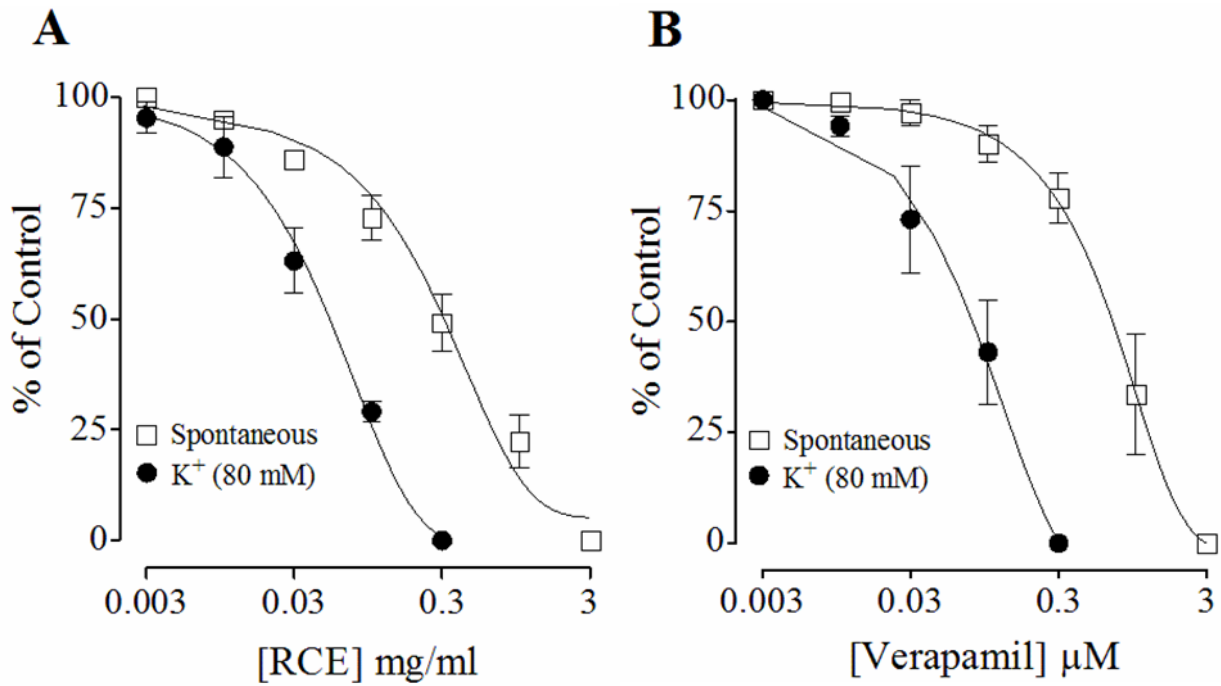 A
% of Control
100
75
50
25
0
Spontaneous
K⁺ (80 mM)
0.003
0.03
0.3
3
[RCE] mg/ml
B
% of Control
100
75
50
25
0
Spontaneous
K⁺ (80 mM)
0.003
0.03
0.3
3
[Verapamil] µM